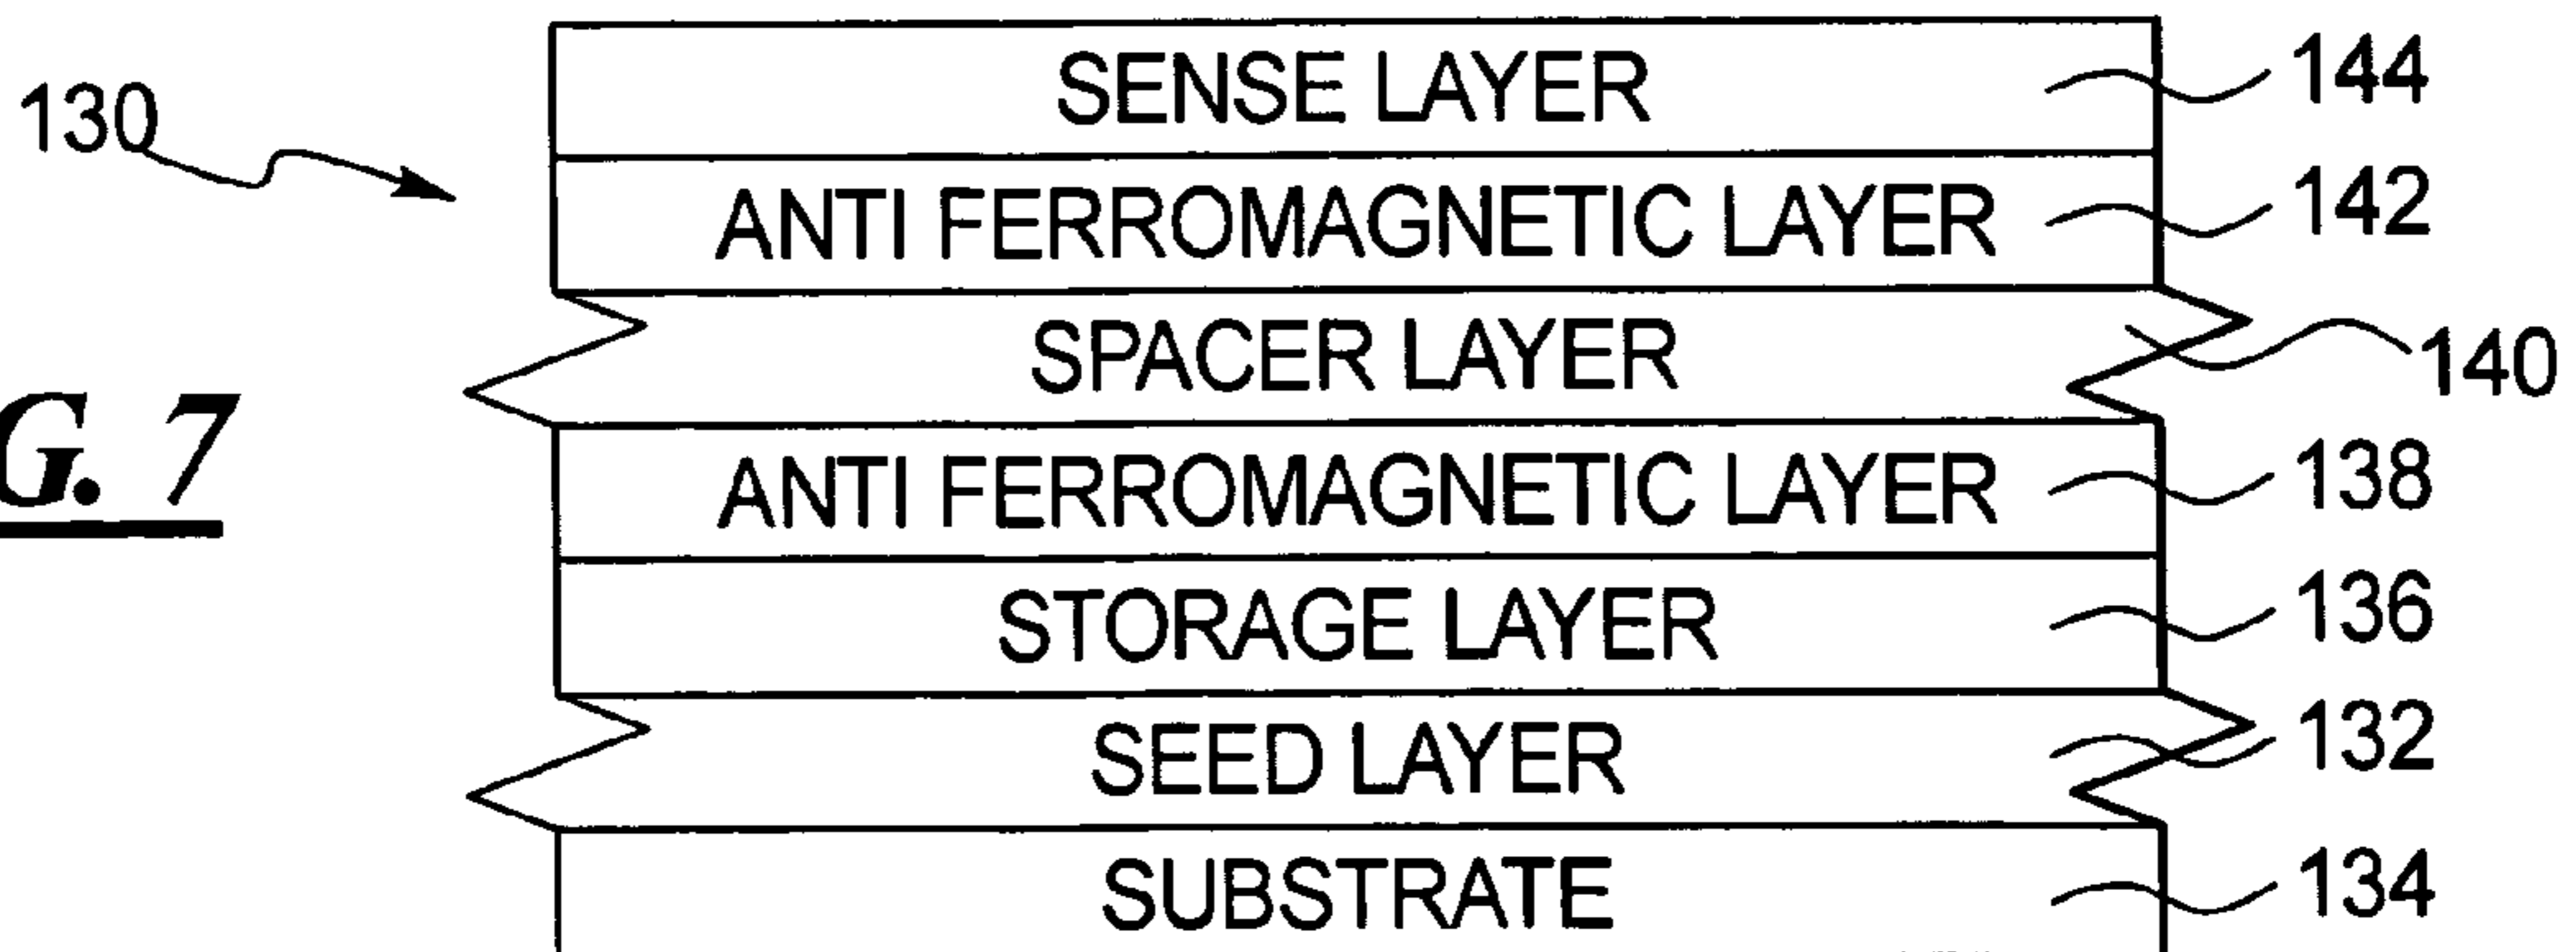 130
SENSE LAYER 144
ANTI FERROMAGNETIC LAYER 142
SPACER LAYER 140
G. 7
ANTI FERROMAGNETIC LAYER 138
STORAGE LAYER 136
SEED LAYER 132
SUBSTRATE 134